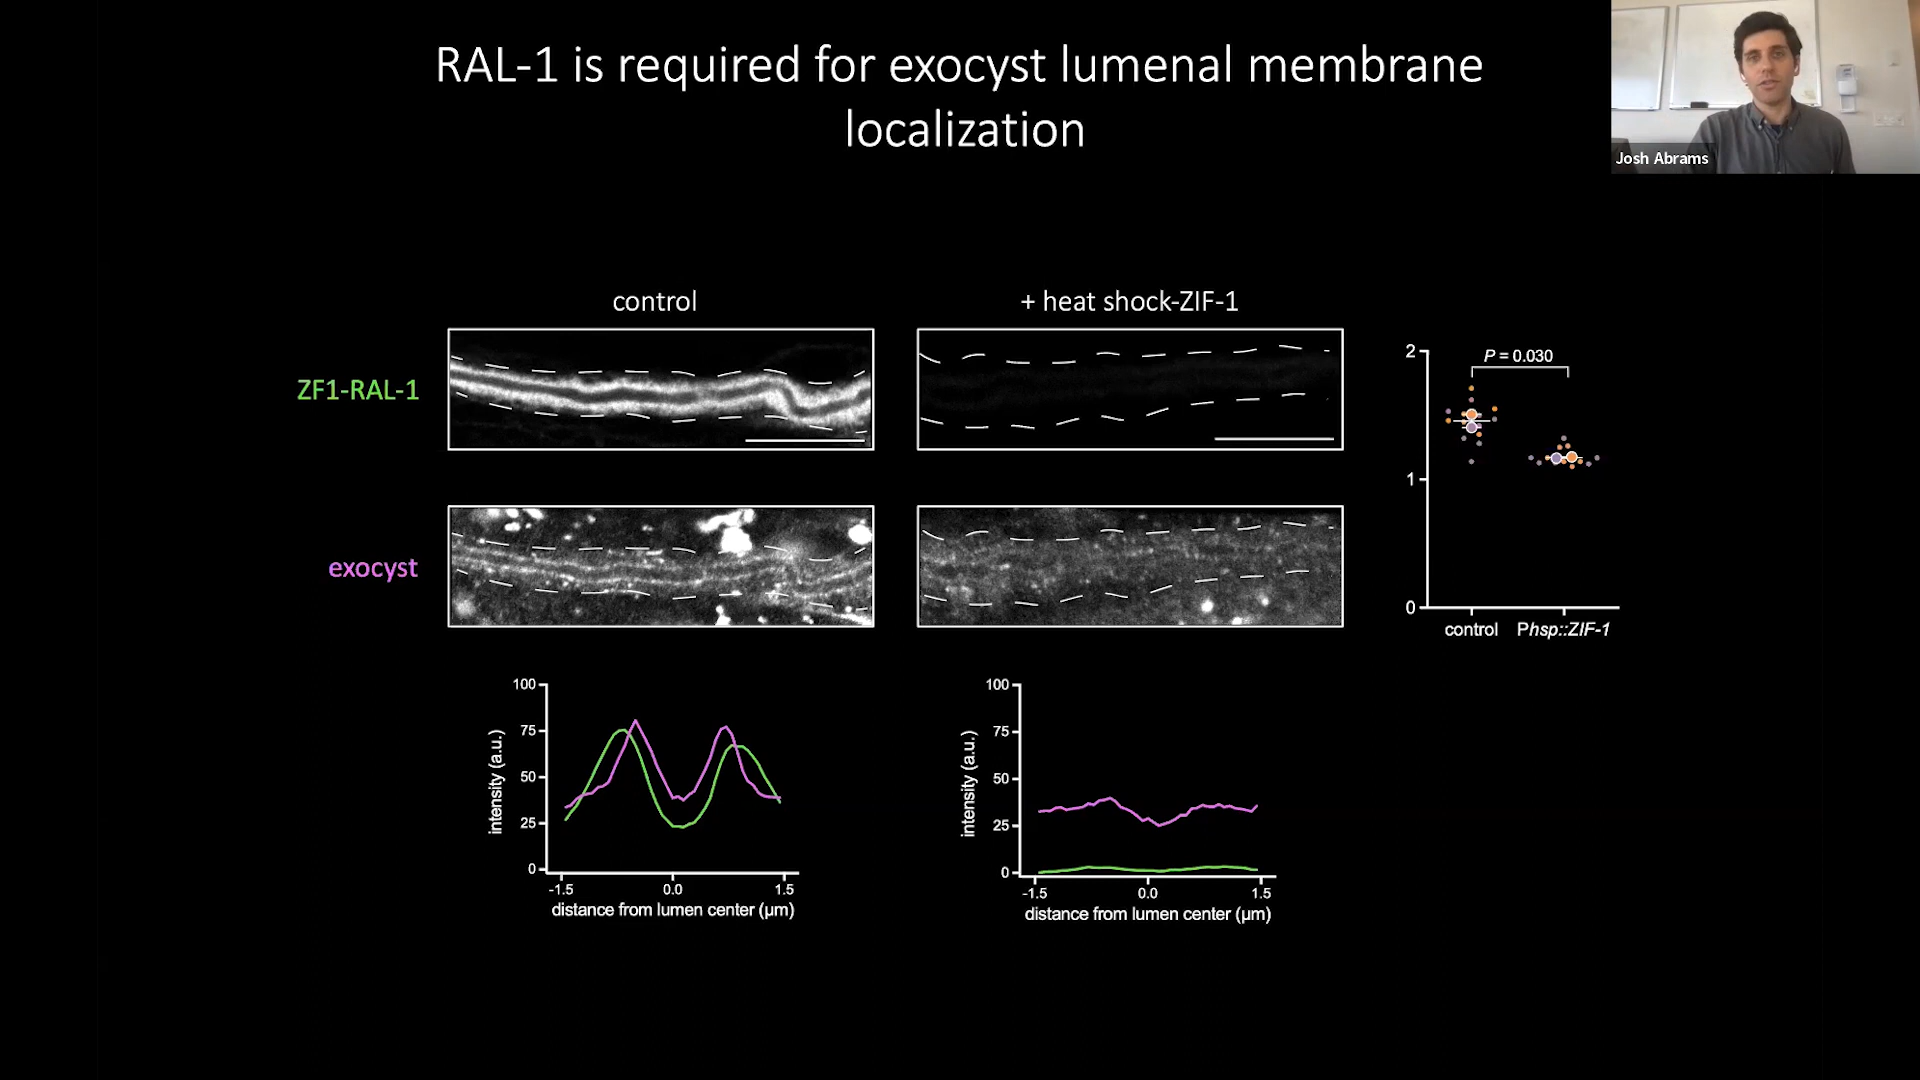 RAL-1 is required for exocyst lumenal membrane
localization
Josh Abrams
control
+ heat shock-ZIF-1
ZF1-RAL-1
exocyst
2
1
0
P = 0.030
control
Phsp::ZIF-1
100
75
50
25
0
intensity (a.u.)
-1.5
0.0
1.5
distance from lumen center (µm)
100
75
50
25
0
intensity (a.u.)
-1.5
0.0
1.5
distance from lumen center (µm)